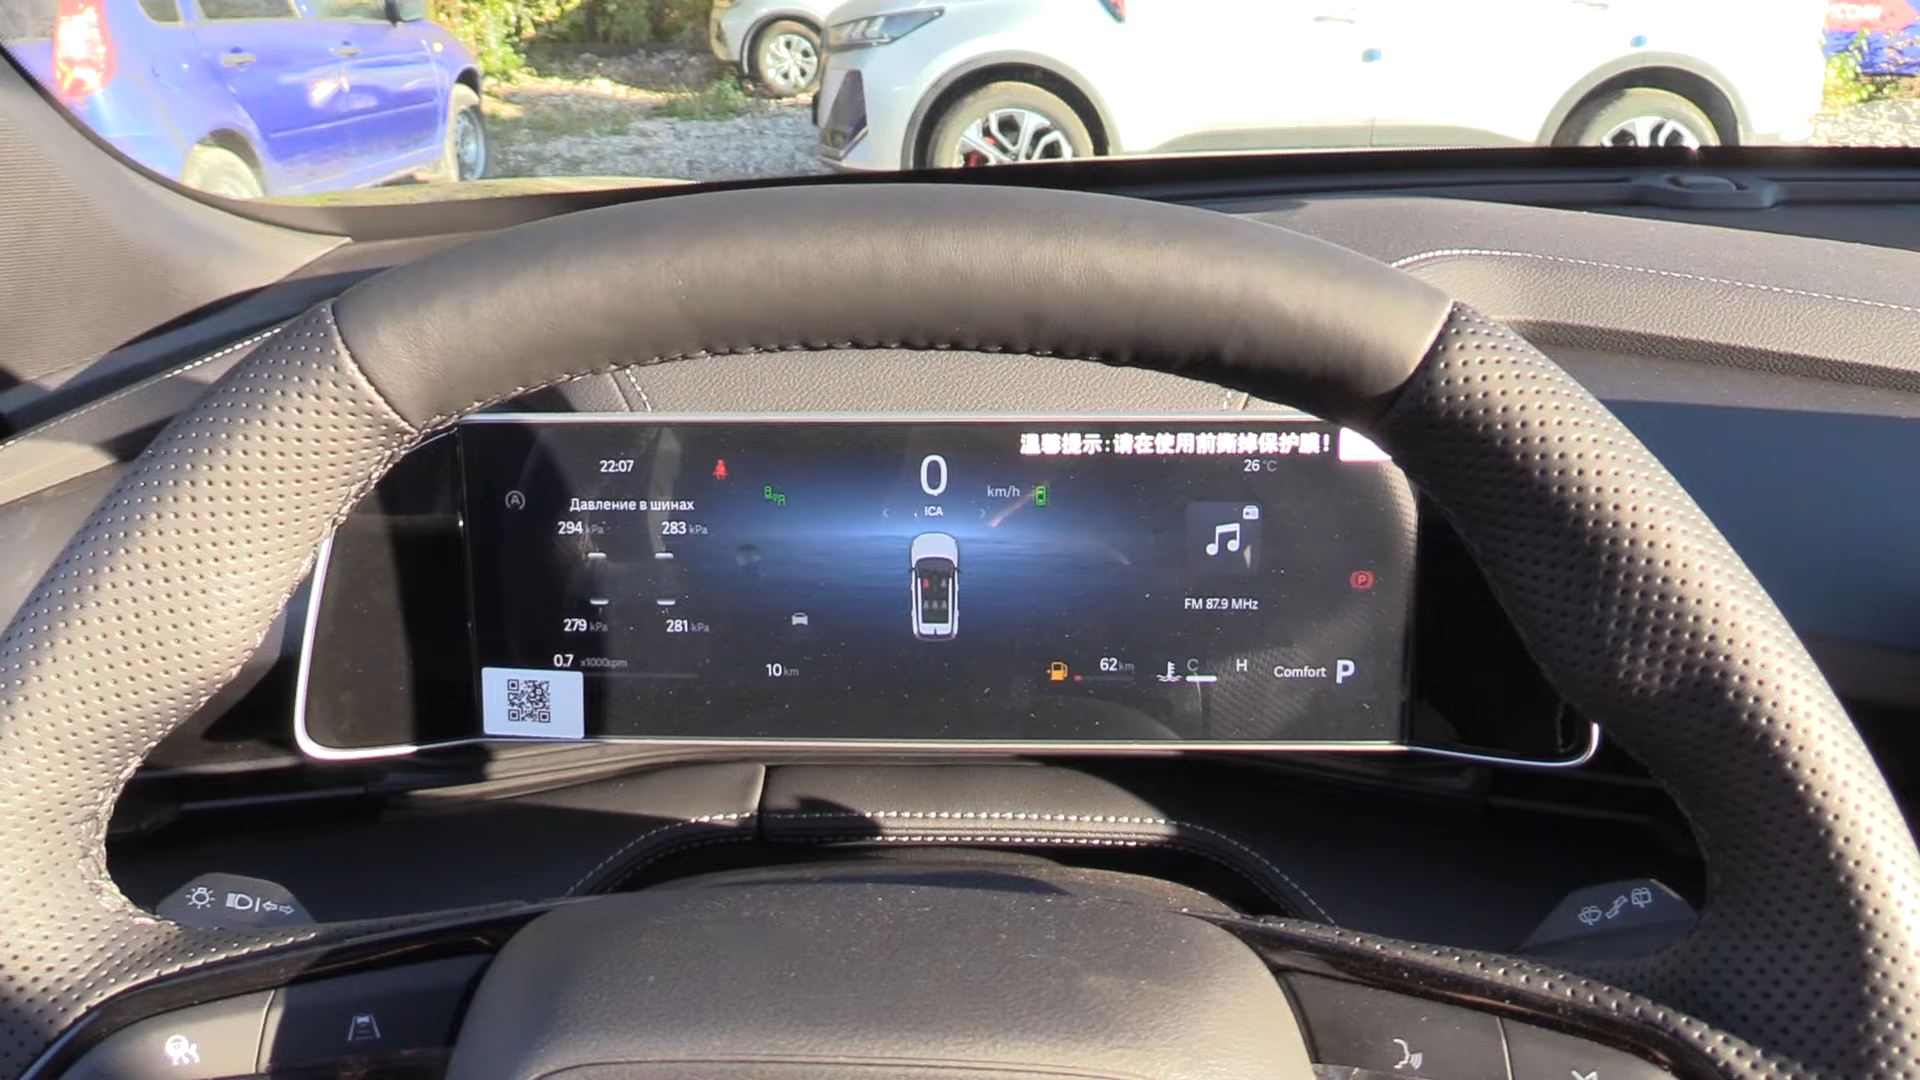 温馨提示:请在使用前撕掉保护膜!
22:07
0
km/h
26°C
ICA
Давление в шинах
294 kPa
283 kPa
279 kPa
281 kPa
FM 87.9 MHz
P
0.7 x1000rpm
10 km
62 km
C
H
Comfort
P